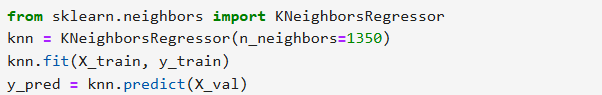 from sklearn.neighbors import KNeighborsRegressor
knn = KNeighborsRegressor(n_neighbors=1350)
knn.fit(X_train, y_train)
y_pred = knn.predict(X_val)